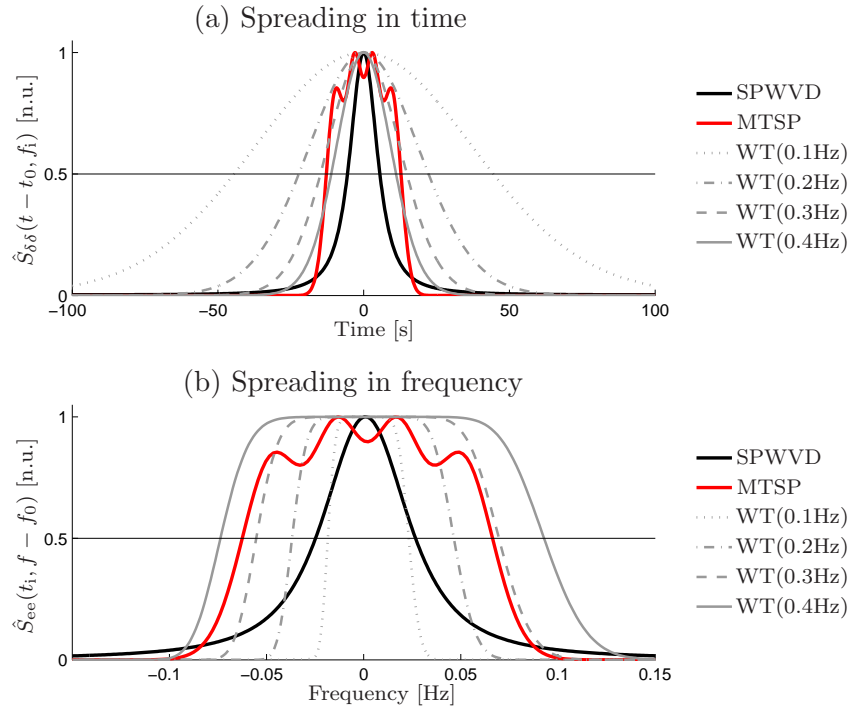 (a) Spreading in time
1
0.5
0
Ŝδδ(t − t0, fi) [n.u.]
−100
−50
0
50
100
Time [s]
SPWVD
MTSP
WT(0.1Hz)
WT(0.2Hz)
WT(0.3Hz)
WT(0.4Hz)
(b) Spreading in frequency
1
0.5
0
Ŝee(ti, f − f0) [n.u.]
−0.1
−0.05
0
0.05
0.1
0.15
Frequency [Hz]
SPWVD
MTSP
WT(0.1Hz)
WT(0.2Hz)
WT(0.3Hz)
WT(0.4Hz)